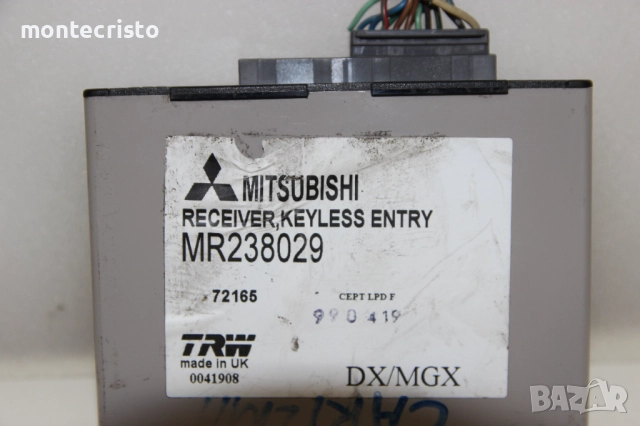 montecristo
MITSUBISHI
RECEIVER,KEYLESS ENTRY
MR238029
72165
CEPT LPD F
990419
TRW
made in UK
0041908
DX/MGX
BAZAR